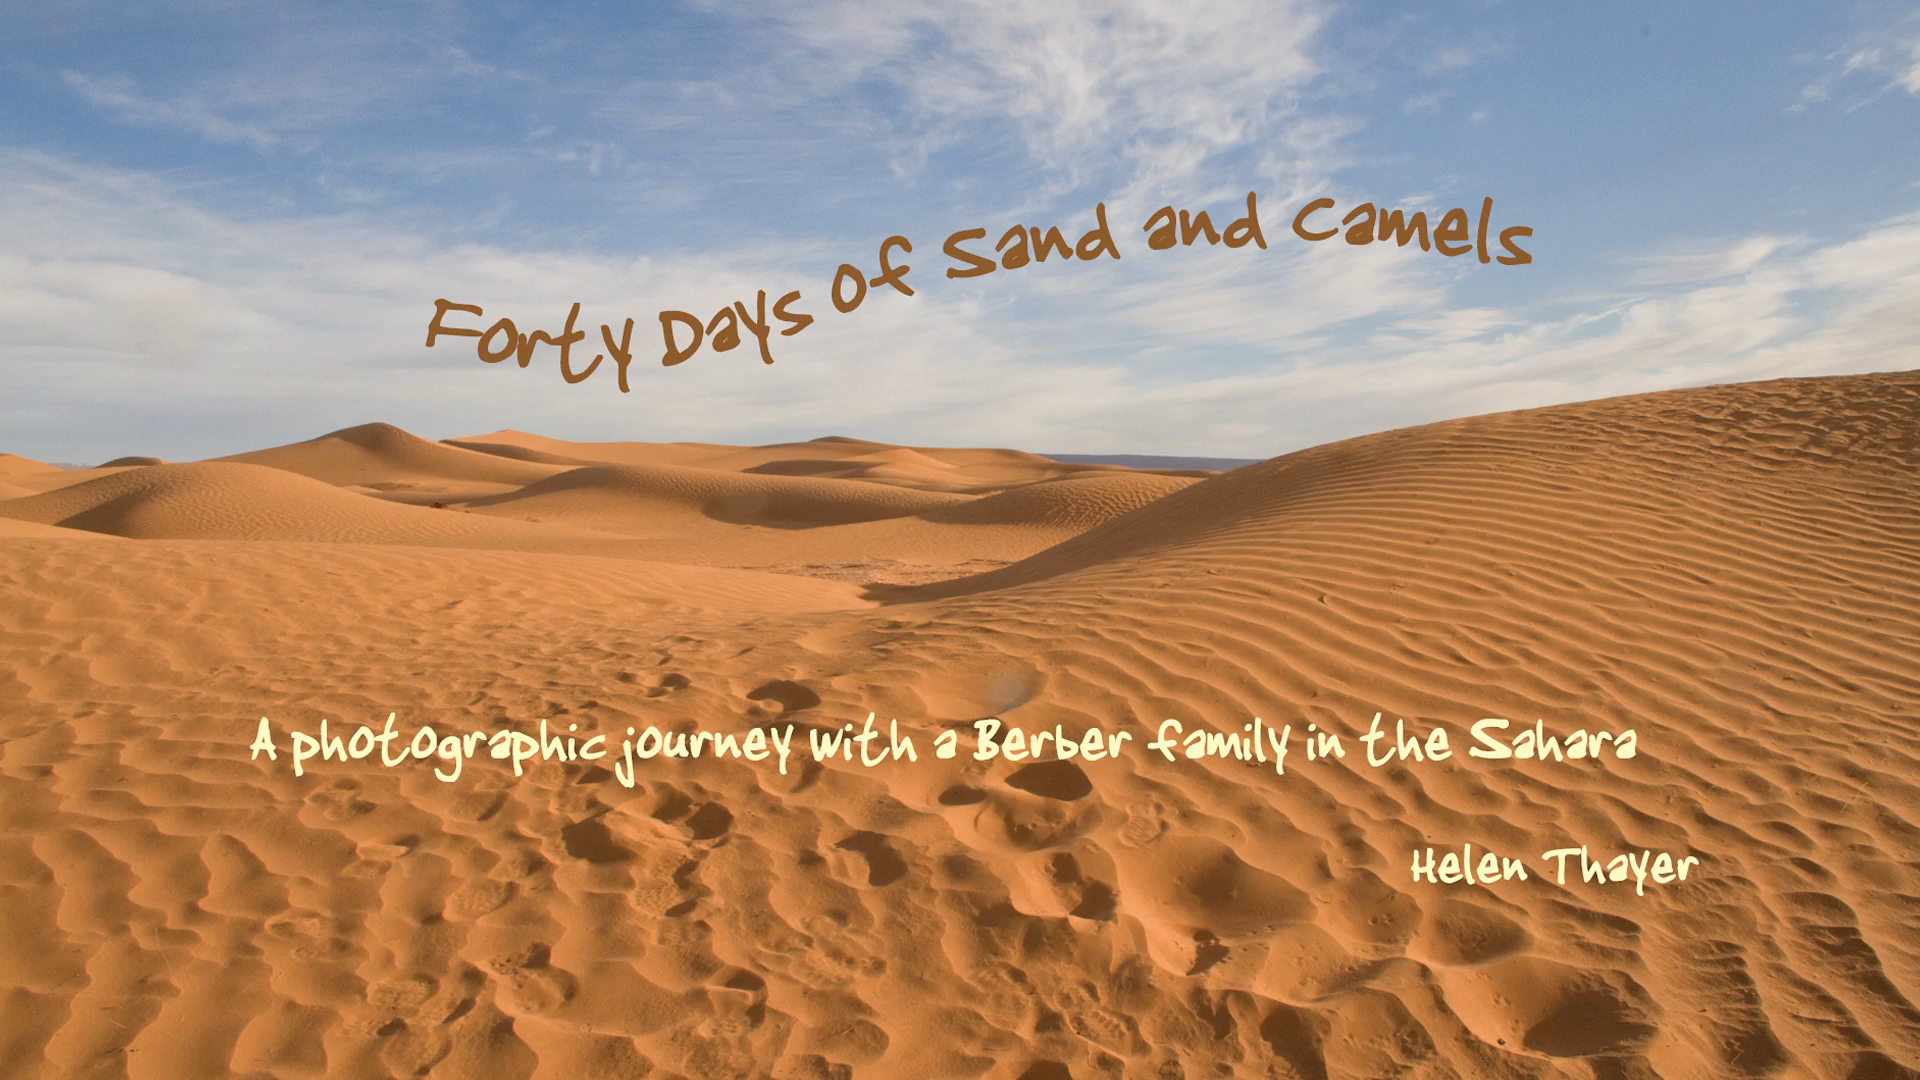 Forty Days of Sand and Camels
A photographic journey with a Berber family in the Sahara
Helen Thayer